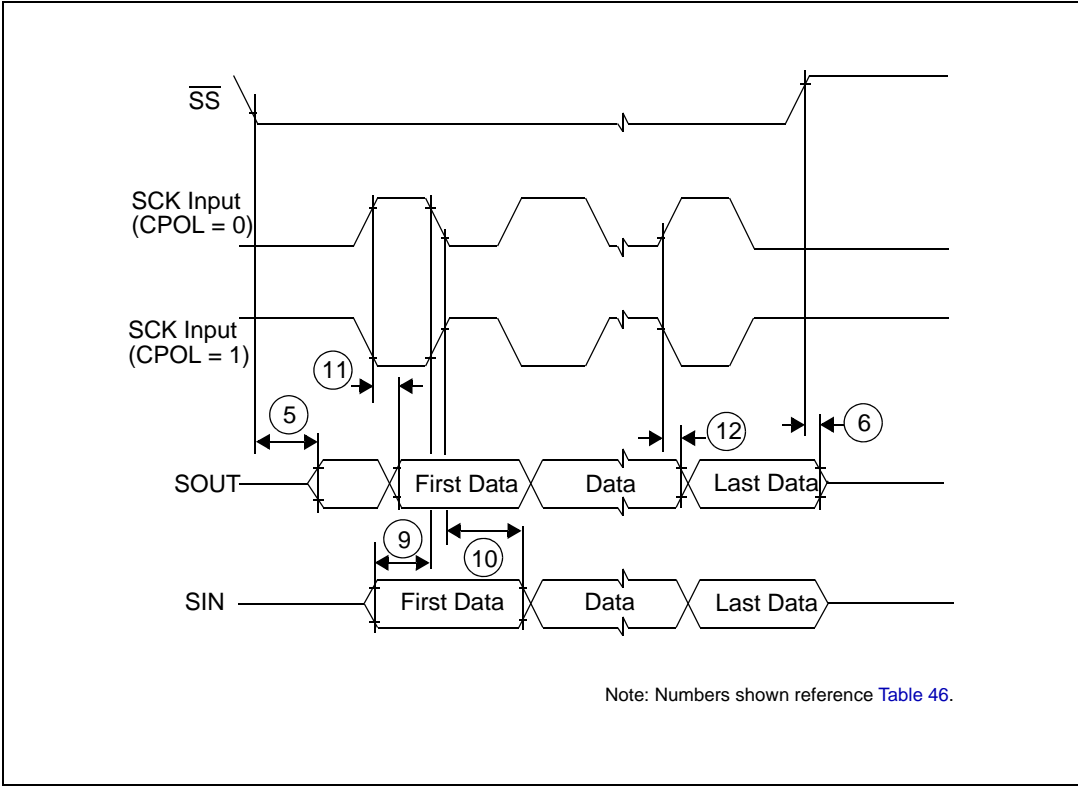 SS
SCK Input
(CPOL = 0)
SCK Input
(CPOL = 1)
11
5
12
6
SOUT
First Data
Data
Last Data
9
10
SIN
First Data
Data
Last Data
Note: Numbers shown reference Table 46.